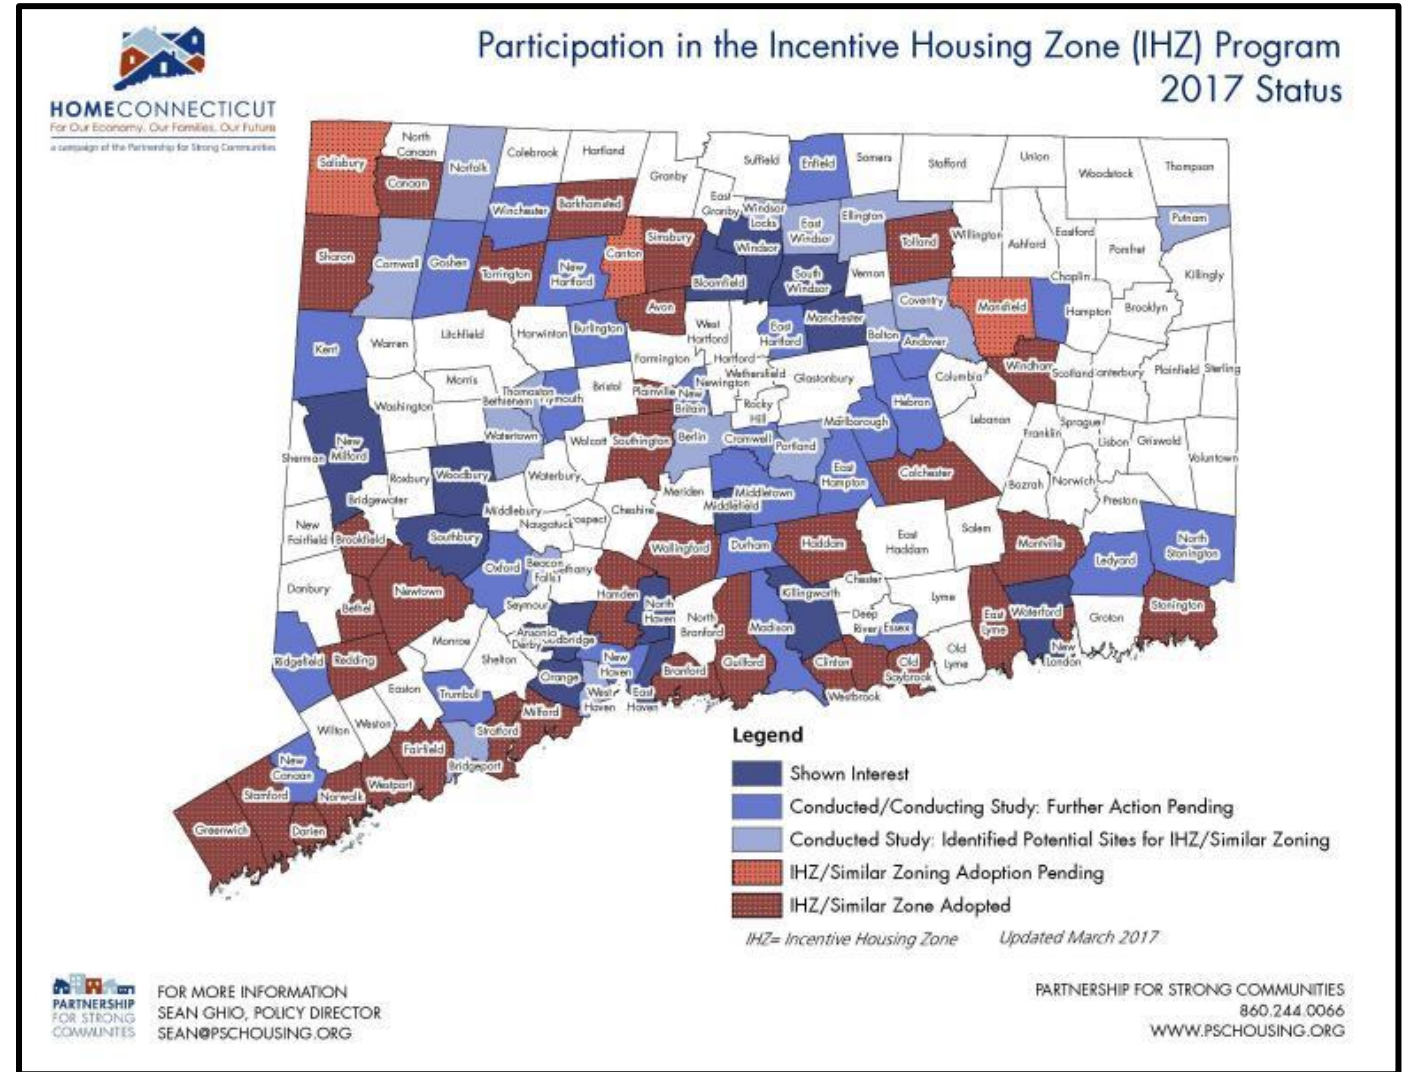 Participation in the Incentive Housing Zone (IHZ) Program
2017 Status
HOMECONNECTICUT
For Our Economy. Our Families. Our Future
a campaign of the Partnership for Strong Communities
Salisbury
North
Canaan
Canaan
Norfolk
Colebrook
Hartland
Granby
Suffield
Enfield
Somers
Stafford
Union
Woodstock
Thompson
Winchester
Barkhamsted
East
Granby
Windsor
Locks
East
Windsor
Ellington
Putnam
Sharon
Cornwall
Goshen
Torrington
New
Hartford
Canton
Simsbury
Windsor
Bloomfield
South
Windsor
Vernon
Tolland
Willington
Ashford
Eastford
Pomfret
Killingly
Chaplin
Kent
Warren
Litchfield
Harwinton
Burlington
Avon
West
Hartford
Hartford
East
Hartford
Manchester
Bolton
Coventry
Andover
Mansfield
Hampton
Brooklyn
Farmington
Morris
Washington
Thomaston
Bethlehem
Bristol
Plainville
New
Britain
Newington
Wethersfield
Rocky
Hill
Glastonbury
Hebron
Columbia
Windham
Scotland
Plainfield
Sterling
Watertown
Wolcott
Southington
Berlin
Cromwell
Portland
Marlborough
Lebanon
Franklin
Sprague
Lisbon
Griswold
Voluntown
Sherman
New
Milford
Roxbury
Woodbury
Waterbury
Bridgewater
Middlebury
Naugatuck
Cheshire
Meriden
Middlefield
Middletown
East
Hampton
Colchester
Bozrah
Norwich
Preston
New
Fairfield
Brookfield
Southbury
Oxford
Beacon
Falls
Wallingford
Durham
Haddam
East
Haddam
Salem
Montville
Ledyard
North
Stonington
Danbury
Bethel
Newtown
Seymour
Hamden
North
Haven
North
Branford
Killingworth
Chester
Deep
River
Essex
Lyme
East
Lyme
Waterford
New
London
Groton
Stonington
Monroe
Ansonia
Derby
Shelton
Orange
New
Haven
West
Haven
East
Haven
Branford
Guilford
Madison
Clinton
Westbrook
Old
Saybrook
Old
Lyme
Ridgefield
Redding
Easton
Trumbull
Milford
Stratford
Wilton
Weston
Fairfield
Bridgeport
New
Canaan
Stamford
Norwalk
Westport
Greenwich
Darien
Legend
Shown Interest
Conducted/Conducting Study: Further Action Pending
Conducted Study: Identified Potential Sites for IHZ/Similar Zoning
IHZ/Similar Zoning Adoption Pending
IHZ/Similar Zone Adopted
IHZ= Incentive Housing Zone Updated March 2017
PARTNERSHIP
FOR STRONG
COMMUNITIES
FOR MORE INFORMATION
SEAN GHIO, POLICY DIRECTOR
SEAN@PSCHOUSING.ORG
PARTNERSHIP FOR STRONG COMMUNITIES
860.244.0066
WWW.PSCHOUSING.ORG